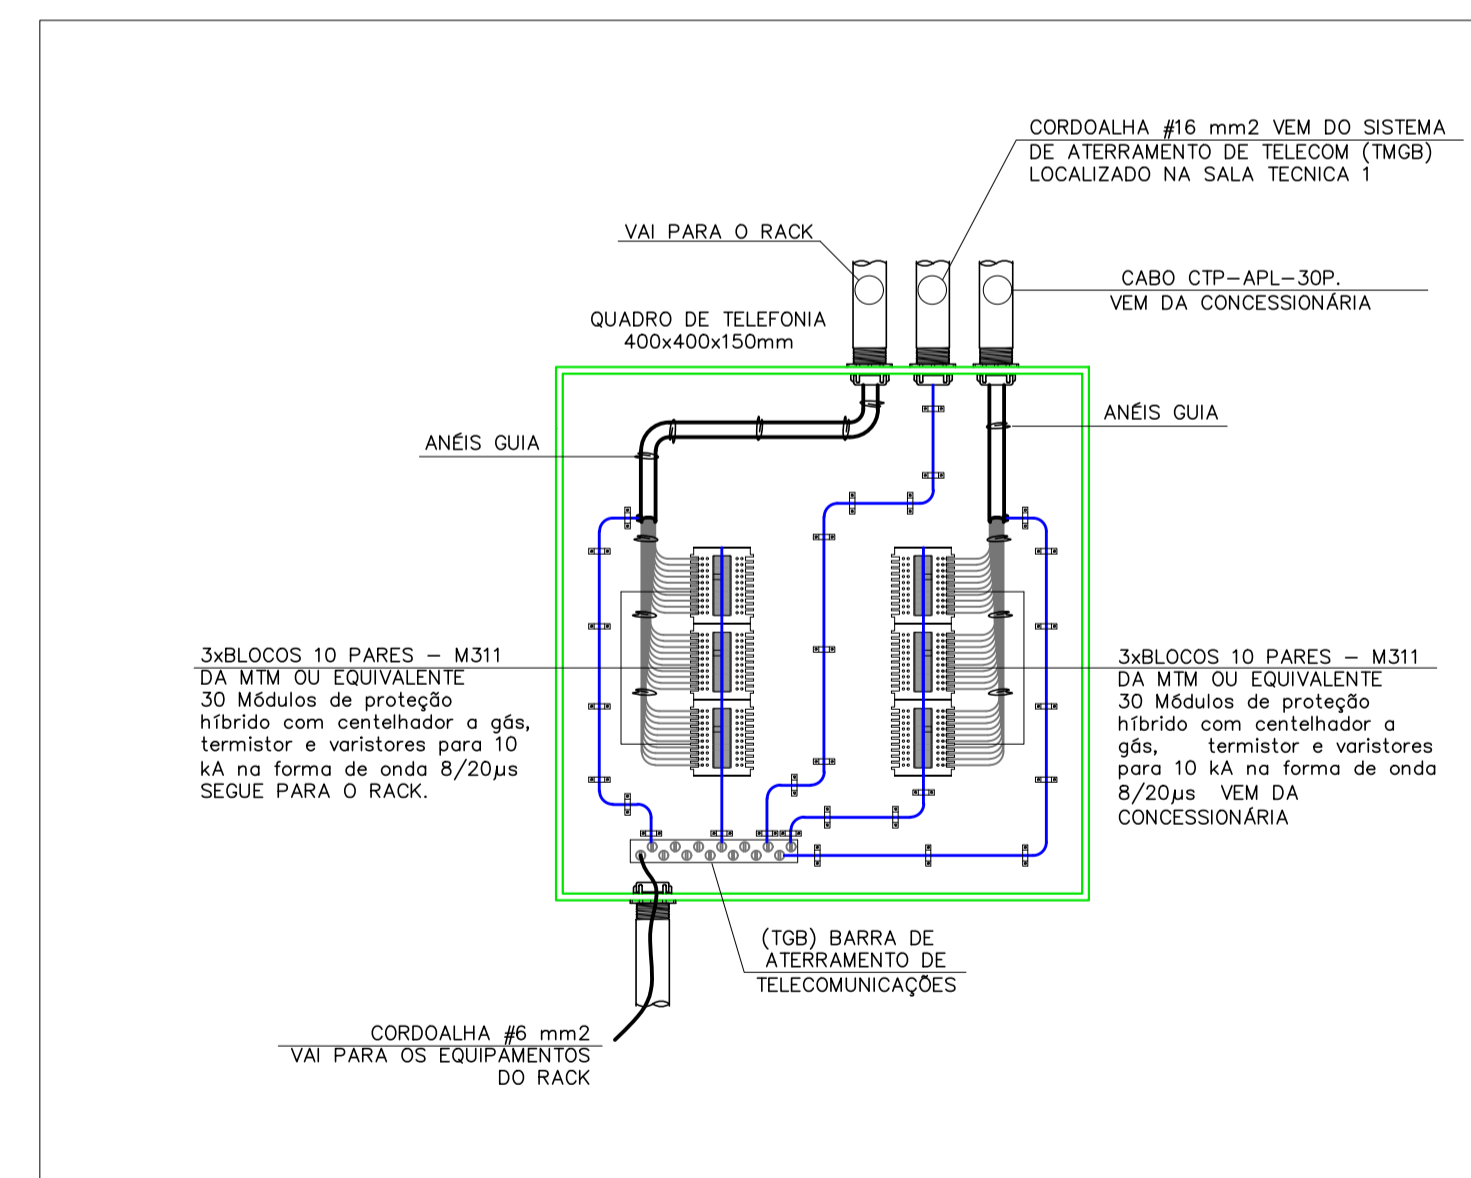 CORDOALHA #16 mm2 VEM DO SISTEMA
DE ATERRAMENTO DE TELECOM (TMGB)
LOCALIZADO NA SALA TECNICA 1
VAI PARA O RACK
CABO CTP-APL-30P.
VEM DA CONCESSIONÁRIA
QUADRO DE TELEFONIA
400x400x150mm
ANÉIS GUIA
ANÉIS GUIA
3xBLOCOS 10 PARES - M311
DA MTM OU EQUIVALENTE
30 Módulos de proteção
híbrido com centelhador a gás,
termistor e varistores para 10
kA na forma de onda 8/20µs
SEGUE PARA O RACK.
3xBLOCOS 10 PARES - M311
DA MTM OU EQUIVALENTE
30 Módulos de proteção
híbrido com centelhador a
gás, termistor e varistores
para 10 kA na forma de onda
8/20µs VEM DA
CONCESSIONÁRIA
(TGB) BARRA DE
ATERRAMENTO DE
TELECOMUNICAÇÕES
CORDOALHA #6 mm2
VAI PARA OS EQUIPAMENTOS
DO RACK